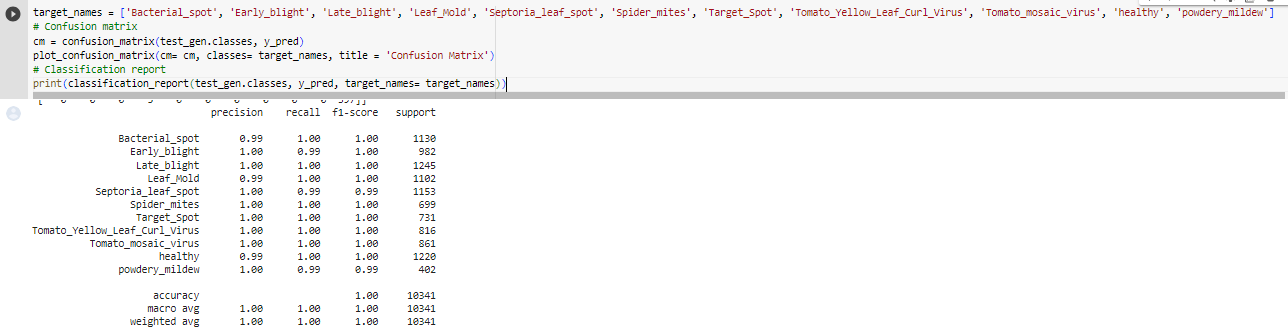 target_names = ['Bacterial_spot', 'Early_blight', 'Late_blight', 'Leaf_Mold', 'Septoria_leaf_spot', 'Spider_mites', 'Target_Spot', 'Tomato_Yellow_Leaf_Curl_Virus', 'Tomato_mosaic_virus', 'healthy', 'powdery_mildew']
# Confusion matrix
cm = confusion_matrix(test_gen.classes, y_pred)
plot_confusion_matrix(cm= cm, classes= target_names, title = 'Confusion Matrix')
# Classification report
print(classification_report(test_gen.classes, y_pred, target_names= target_names))
precision recall f1-score support
Bacterial_spot 0.99 1.00 1.00 1130
Early_blight 1.00 0.99 1.00 982
Late_blight 1.00 1.00 1.00 1245
Leaf_Mold 0.99 1.00 1.00 1102
Septoria_leaf_spot 1.00 0.99 0.99 1153
Spider_mites 1.00 1.00 1.00 699
Target_Spot 1.00 1.00 1.00 731
Tomato_Yellow_Leaf_Curl_Virus 1.00 1.00 1.00 816
Tomato_mosaic_virus 1.00 1.00 1.00 861
healthy 0.99 1.00 1.00 1220
powdery_mildew 1.00 0.99 0.99 402
accuracy 1.00 10341
macro avg 1.00 1.00 1.00 10341
weighted avg 1.00 1.00 1.00 10341